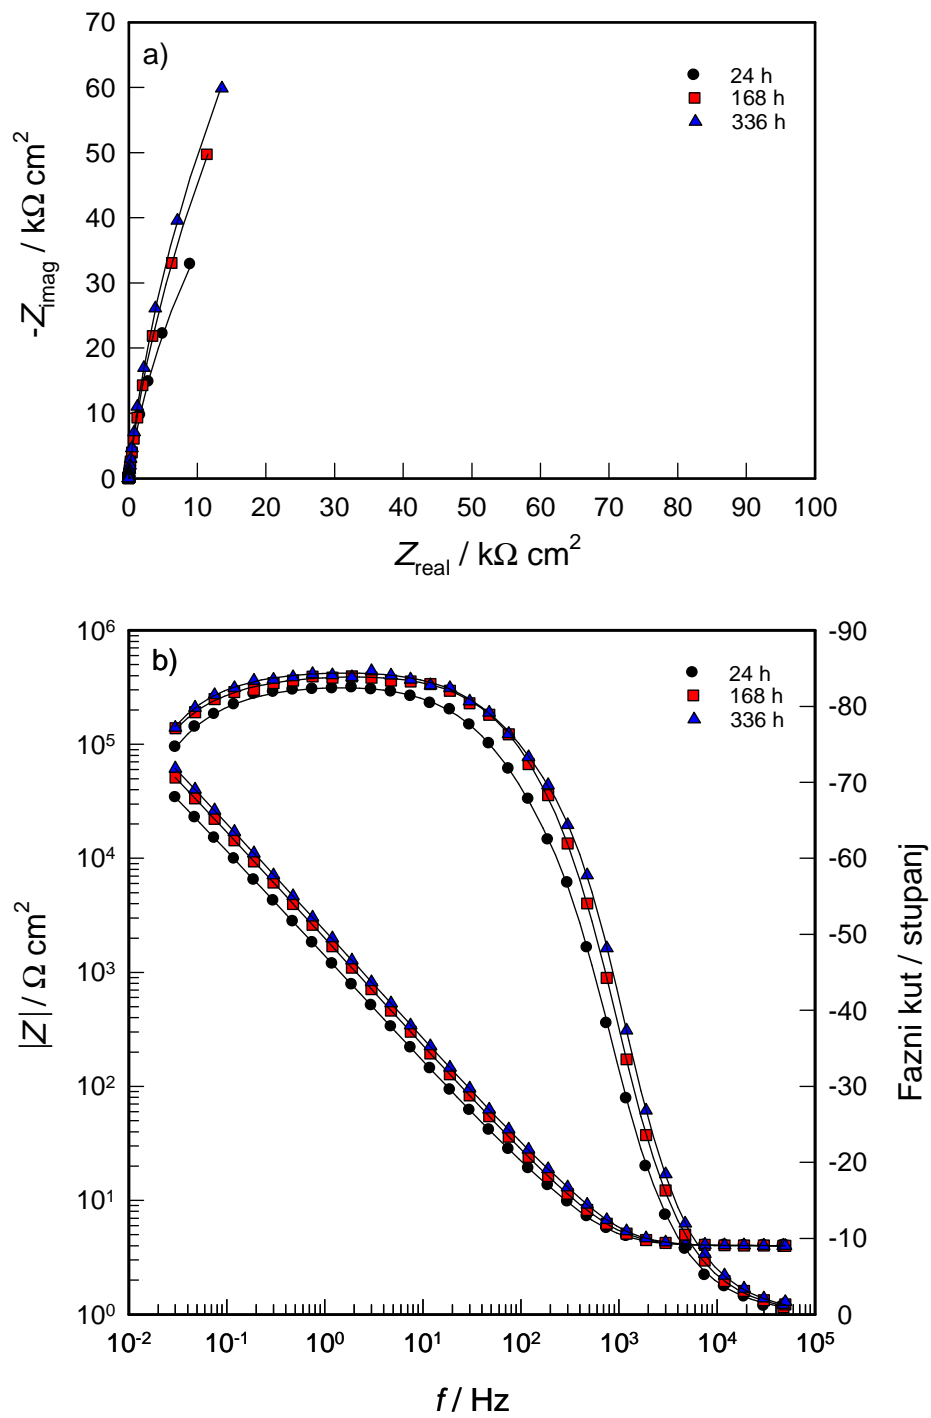 a)
24 h
168 h
336 h
70
60
50
40
30
20
10
0
-Zimag / kΩ cm²
0 10 20 30 40 50 60 70 80 90 100
Zreal / kΩ cm²
b)
24 h
168 h
336 h
10⁶
10⁵
10⁴
10³
10²
10¹
10⁰
|Z| / Ω cm²
-90
-80
-70
-60
-50
-40
-30
-20
-10
0
Fazni kut / stupanj
10⁻² 10⁻¹ 10⁰ 10¹ 10² 10³ 10⁴ 10⁵
f / Hz